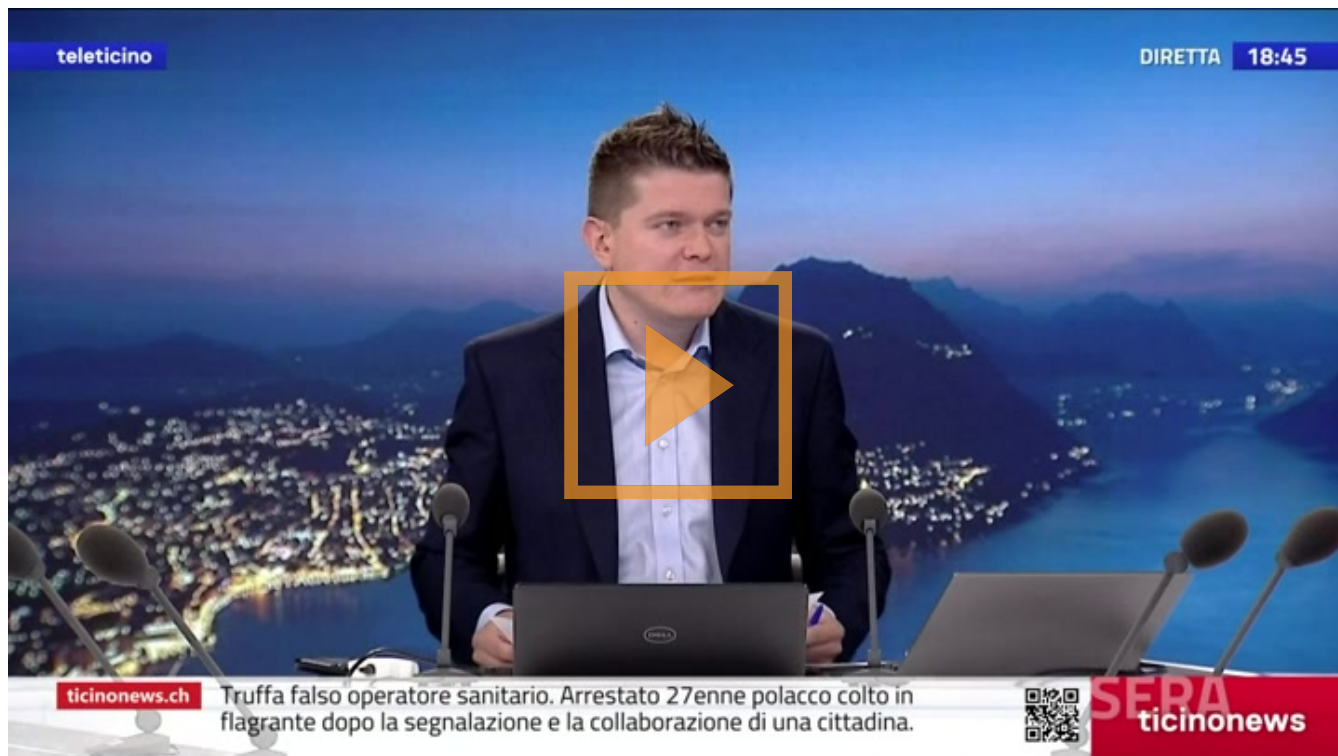 teleticino
DIRETTA 18:45
ticinonews.ch
Truffa falso operatore sanitario. Arrestato 27enne polacco colto in
flagrante dopo la segnalazione e la collaborazione di una cittadina.
SERA
ticinonews
DELL